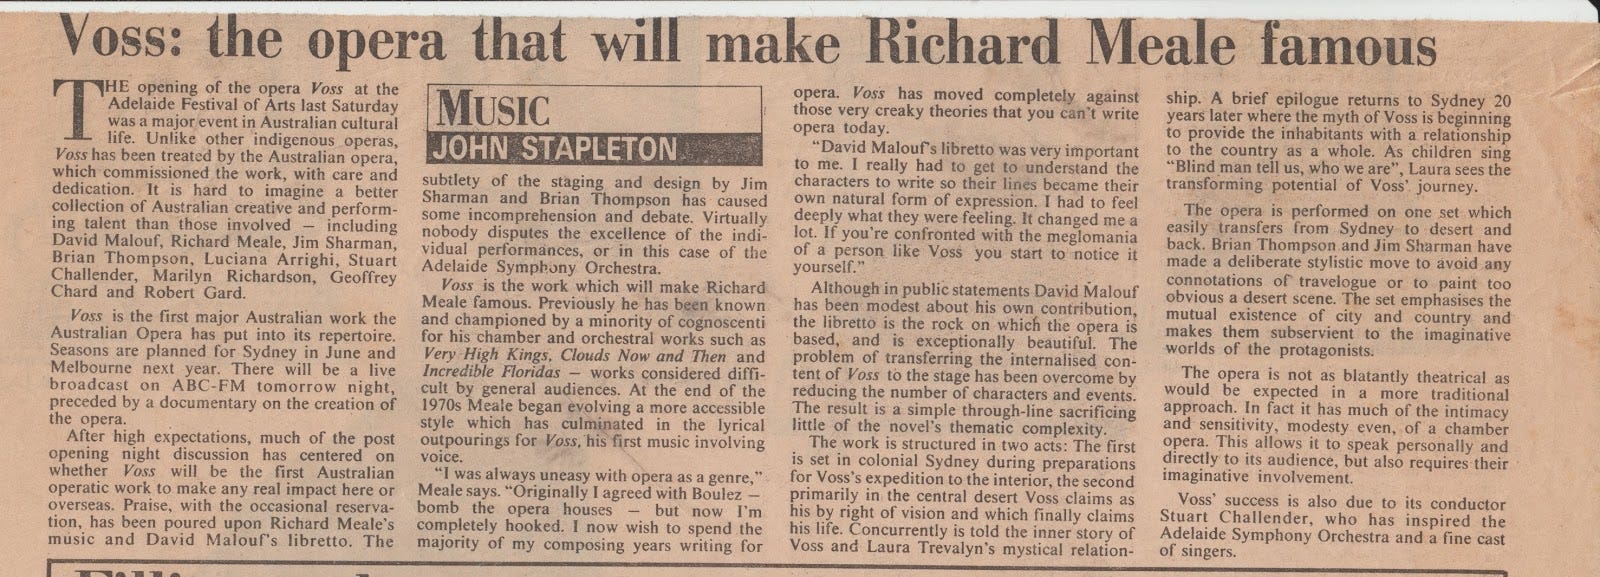 Voss: the opera that will make Richard Meale famous
THE opening of the opera Voss at the
Adelaide Festival of Arts last Saturday
was a major event in Australian cultural
life. Unlike other indigenous operas,
Voss has been treated by the Australian opera,
which commissioned the work, with care and
dedication. It is hard to imagine a better
collection of Australian creative and perform-
ing talent than those involved — including
David Malouf, Richard Meale, Jim Sharman,
Brian Thompson, Luciana Arrighi, Stuart
Challender, Marilyn Richardson, Geoffrey
Chard and Robert Gard.
Voss is the first major Australian work the
Australian Opera has put into its repertoire.
Seasons are planned for Sydney in June and
Melbourne next year. There will be a live
broadcast on ABC-FM tomorrow night,
preceded by a documentary on the creation of
the opera.
After high expectations, much of the post
opening night discussion has centered on
whether Voss will be the first Australian
operatic work to make any real impact here or
overseas. Praise, with the occasional reserva-
tion, has been poured upon Richard Meale's
music and David Malouf's libretto. The
MUSIC
JOHN STAPLETON
subtlety of the staging and design by Jim
Sharman and Brian Thompson has caused
some incomprehension and debate. Virtually
nobody disputes the excellence of the indi-
vidual performances, or in this case of the
Adelaide Symphony Orchestra.
Voss is the work which will make Richard
Meale famous. Previously he has been known
and championed by a minority of cognoscenti
for his chamber and orchestral works such as
Very High Kings, Clouds Now and Then and
Incredible Floridas — works considered diffi-
cult by general audiences. At the end of the
1970s Meale began evolving a more accessible
style which has culminated in the lyrical
outpourings for Voss, his first music involving
voice.
"I was always uneasy with opera as a genre,"
Meale says. "Originally I agreed with Boulez —
bomb the opera houses — but now I'm
completely hooked. I now wish to spend the
majority of my composing years writing for
opera. Voss has moved completely against
those very creaky theories that you can't write
opera today.
"David Malouf's libretto was very important
to me. I really had to get to understand the
characters to write so their lines became their
own natural form of expression. I had to feel
deeply what they were feeling. It changed me a
lot. If you're confronted with the meglomania
of a person like Voss you start to notice it
yourself."
Although in public statements David Malouf
has been modest about his own contribution,
the libretto is the rock on which the opera is
based, and is exceptionally beautiful. The
problem of transferring the internalised con-
tent of Voss to the stage has been overcome by
reducing the number of characters and events.
The result is a simple through-line sacrificing
little of the novel's thematic complexity.
The work is structured in two acts: The first
is set in colonial Sydney during preparations
for Voss's expedition to the interior, the second
primarily in the central desert Voss claims as
his by right of vision and which finally claims
his life. Concurrently is told the inner story of
Voss and Laura Trevalyn's mystical relation-
ship. A brief epilogue returns to Sydney 20
years later where the myth of Voss is beginning
to provide the inhabitants with a relationship
to the country as a whole. As children sing
"Blind man tell us, who we are", Laura sees the
transforming potential of Voss' journey.
The opera is performed on one set which
easily transfers from Sydney to desert and
back. Brian Thompson and Jim Sharman have
made a deliberate stylistic move to avoid any
connotations of travelogue or to paint too
obvious a desert scene. The set emphasises the
mutual existence of city and country and
makes them subservient to the imaginative
worlds of the protagonists.
The opera is not as blatantly theatrical as
would be expected in a more traditional
approach. In fact it has much of the intimacy
and sensitivity, modesty even, of a chamber
opera. This allows it to speak personally and
directly to its audience, but also requires their
imaginative involvement.
Voss' success is also due to its conductor
Stuart Challender, who has inspired the
Adelaide Symphony Orchestra and a fine cast
of singers.